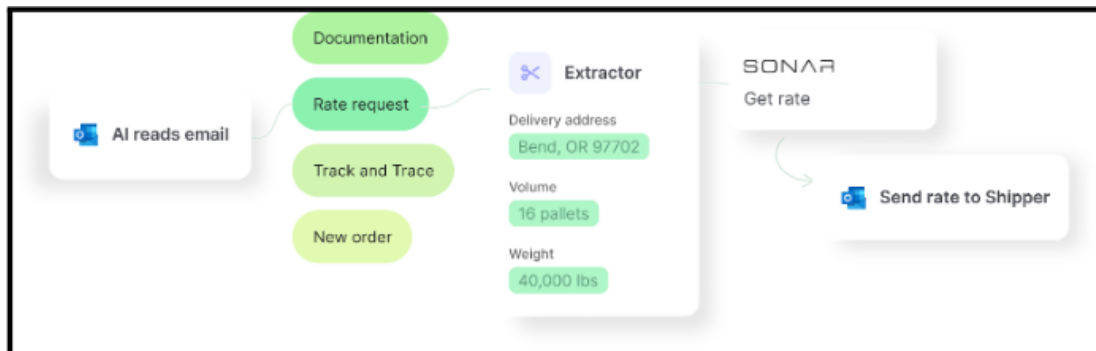 AI reads email
Documentation
Rate request
Track and Trace
New order
Extractor
Delivery address
Bend, OR 97702
Volume
16 pallets
Weight
40,000 lbs
SONAR
Get rate
Send rate to Shipper